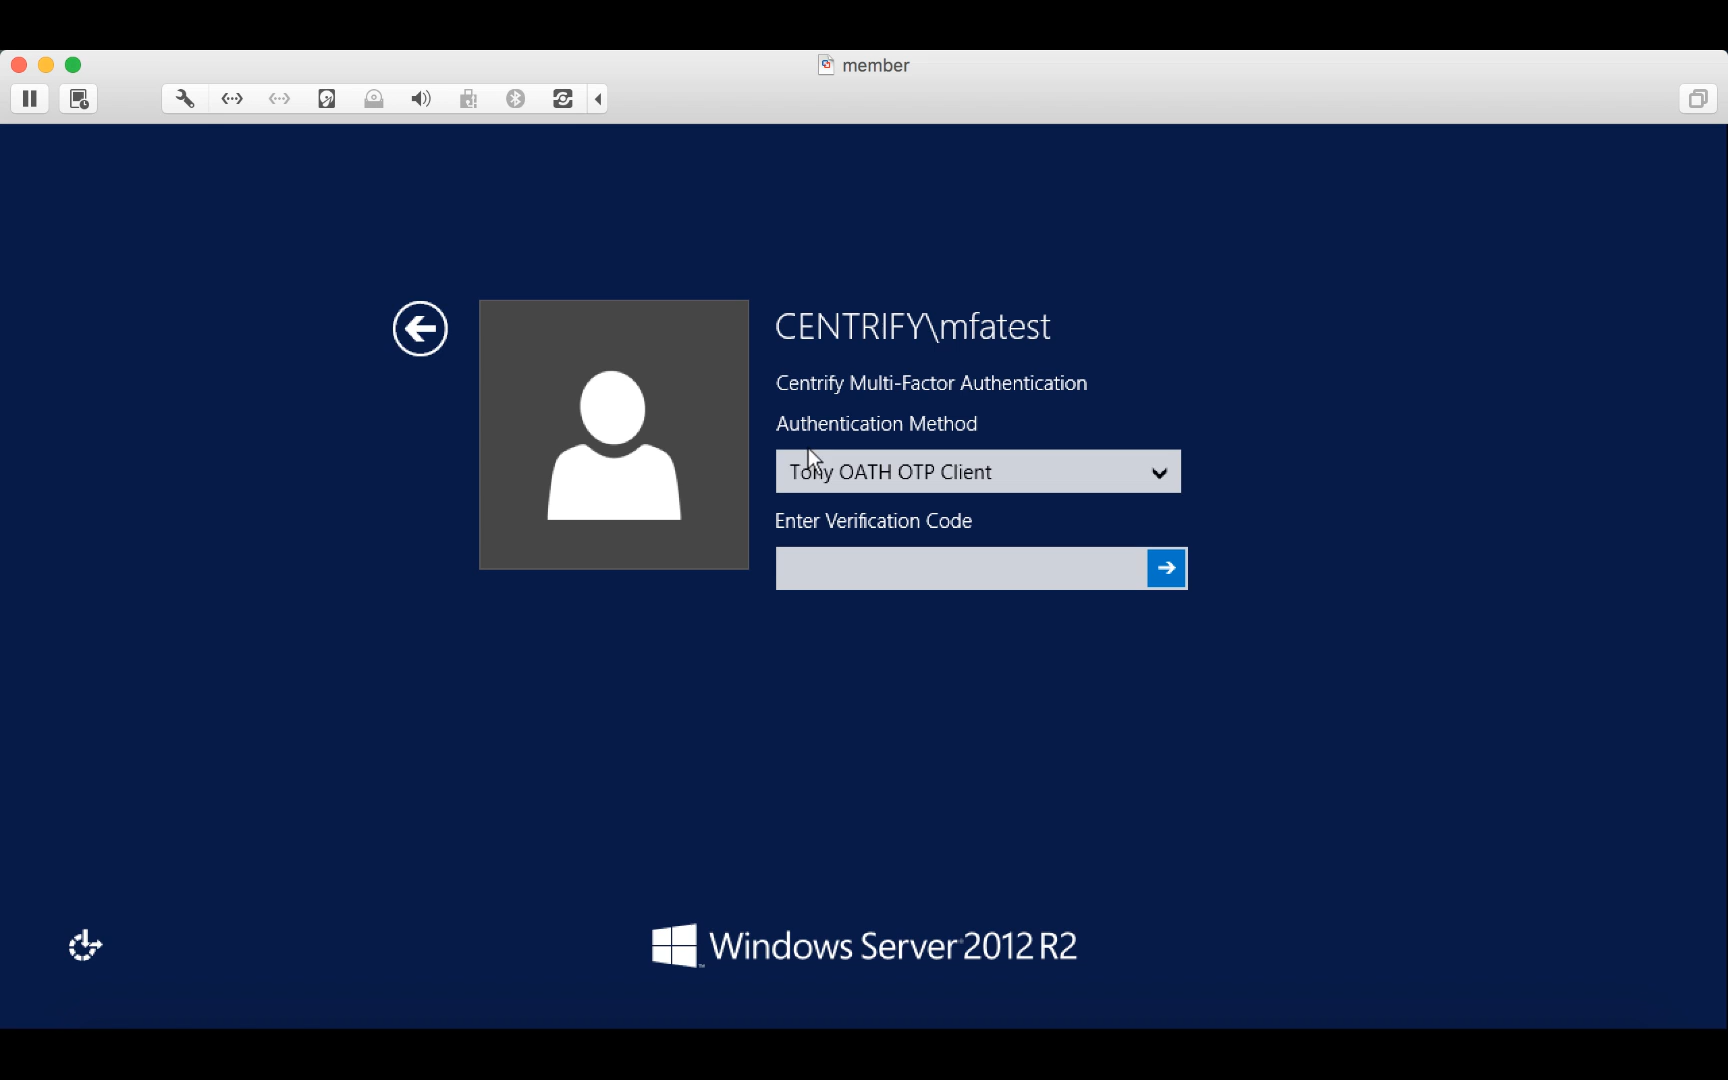 member
CENTRIFY\mfatest
Centrify Multi-Factor Authentication
Authentication Method
Tony OATH OTP Client
Enter Verification Code
Windows Server 2012 R2